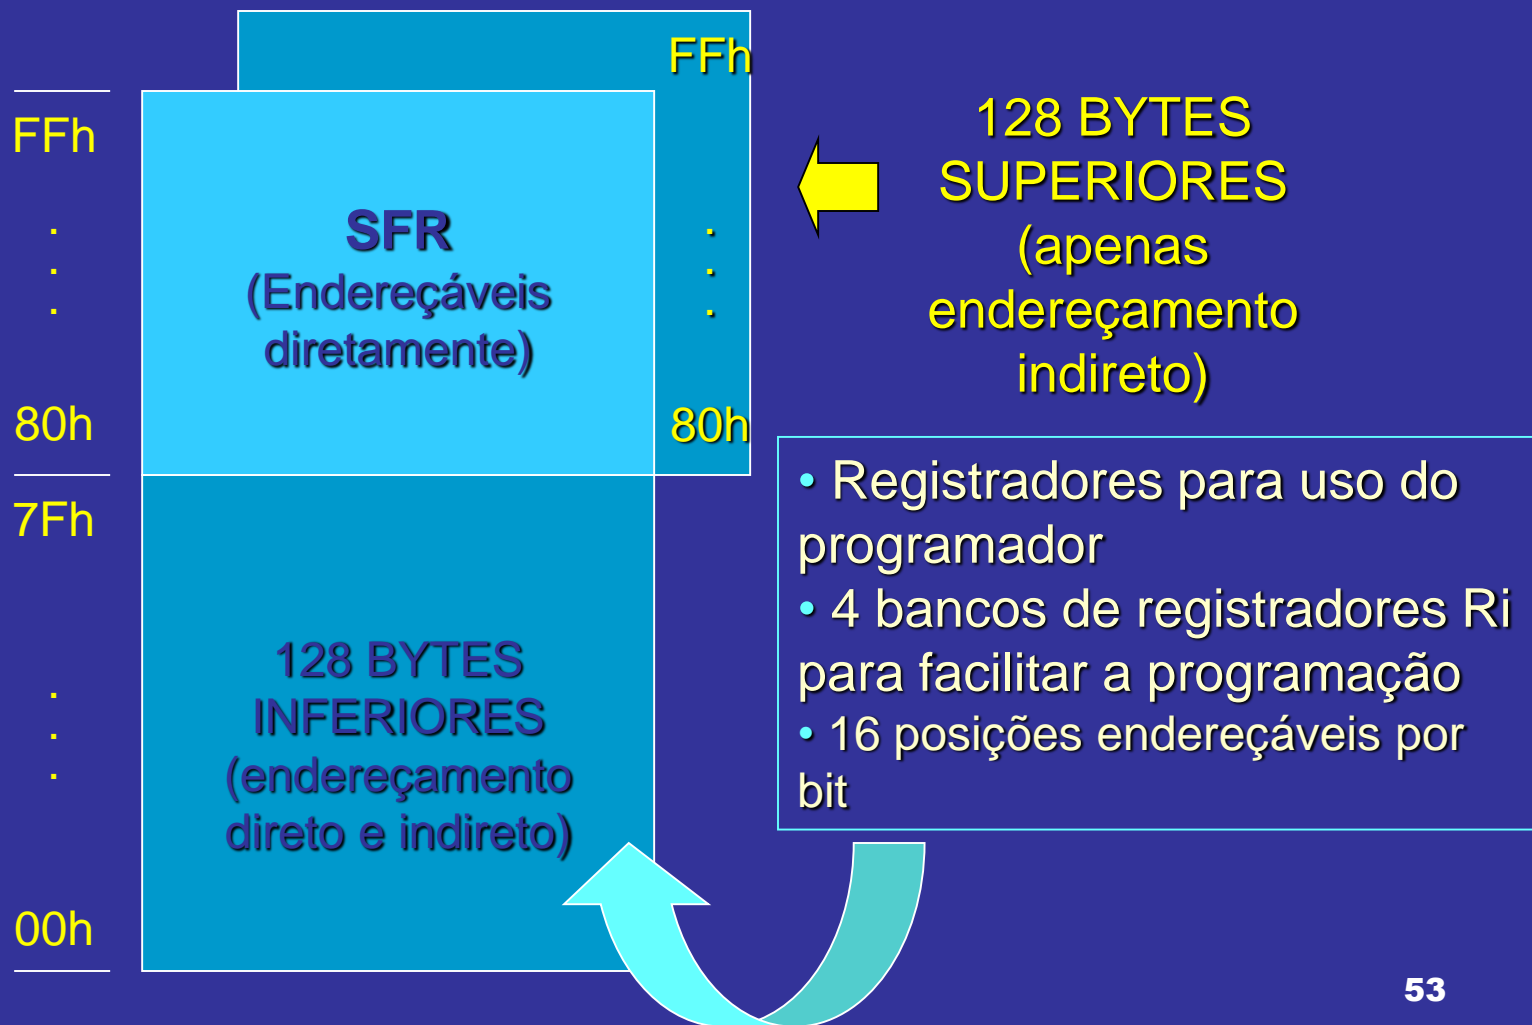 FFh
.
.
.
80h
7Fh
.
.
.
00h
SFR
(Endereçáveis
diretamente)
128 BYTES
INFERIORES
(endereçamento
direto e indireto)
FFh
.
.
.
80h
128 BYTES
SUPERIORES
(apenas
endereçamento
indireto)
• Registradores para uso do
programador
• 4 bancos de registradores Ri
para facilitar a programação
• 16 posições endereçáveis por
bit
53